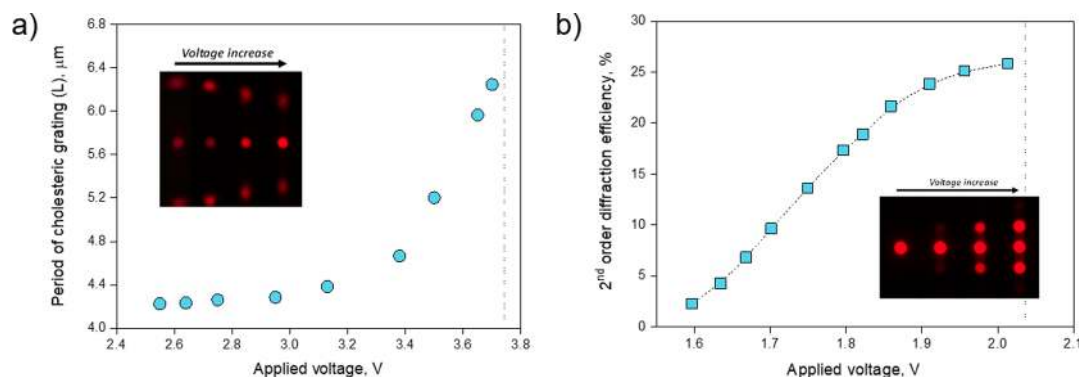 a)
Period of cholesteric grating (L), μm
6.8
6.4
6.0
5.6
5.2
4.8
4.4
4.0
Voltage increase
2.4 2.6 2.8 3.0 3.2 3.4 3.6 3.8
Applied voltage, V
b)
2nd order diffraction efficiency, %
30
25
20
15
10
5
0
Voltage increase
1.6 1.7 1.8 1.9 2.0 2.1
Applied voltage, V